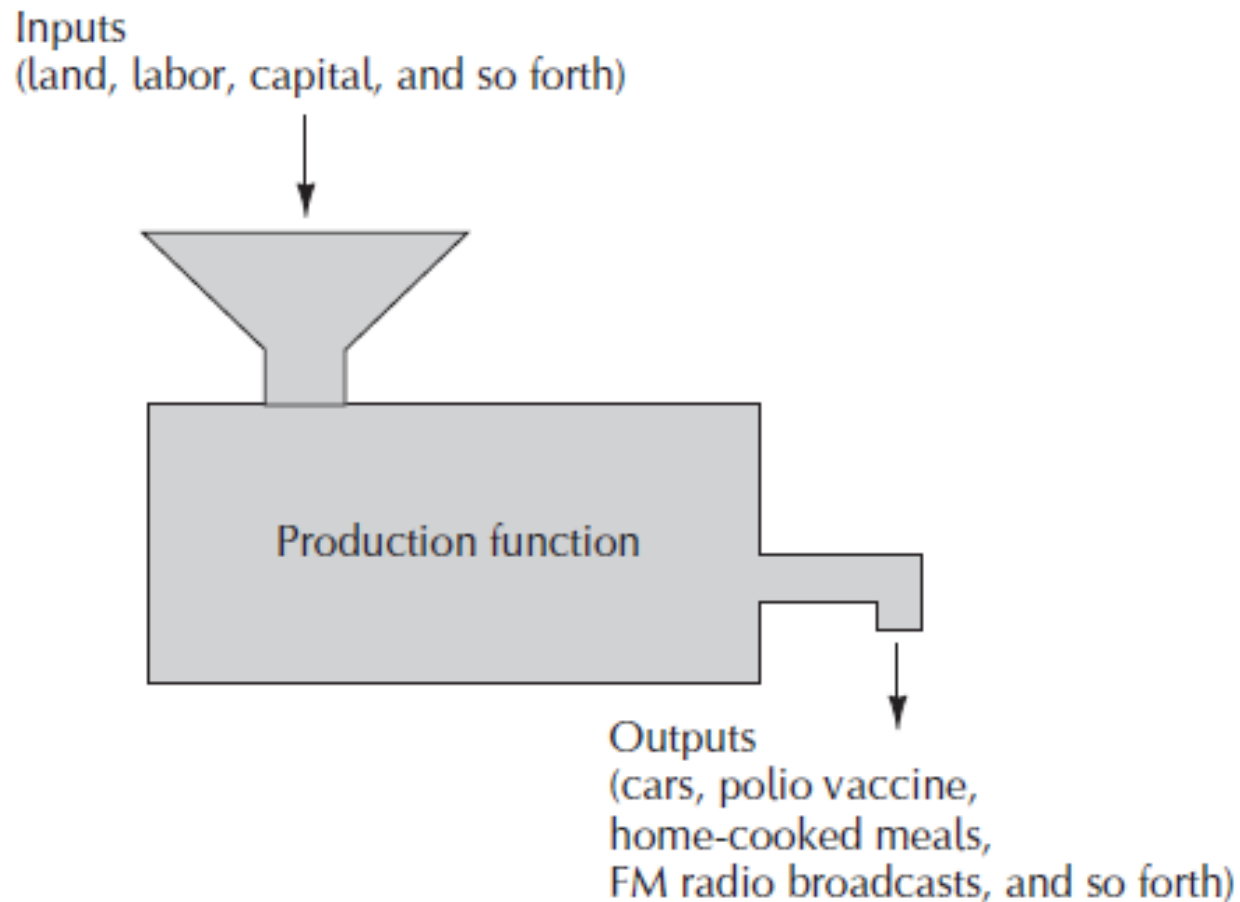 Inputs
(land, labor, capital, and so forth)
Production function
Outputs
(cars, polio vaccine,
home-cooked meals,
FM radio broadcasts, and so forth)